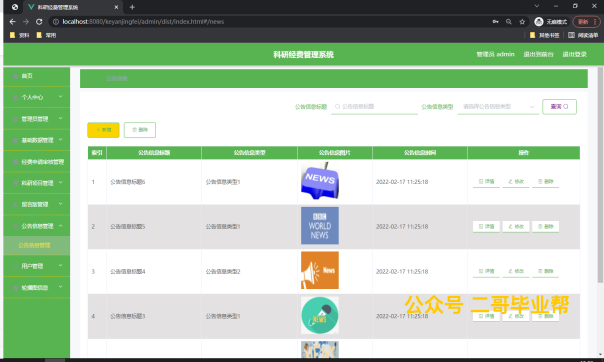 科研经费管理系统
localhost:8080/keyanjingfei/admin/dist/index.html#/news
无痕模式
更新
资料
常用
其他书签
阅读清单
科研经费管理系统
管理员 admin
退出到前台
退出登录
首页
个人中心
管理员管理
基础数据管理
经费申请审核管理
科研项目管理
留言板管理
公告信息管理
公告信息管理
用户管理
轮播图信息
公告信息标题
公告信息标题
公告信息类型
请选择公告信息类型
查询
删除
索引 公告信息标题 公告信息类型 公告信息图片 公告信息时间 操作
1 公告信息标题6 公告信息类型1 NEWS 2022-02-17 11:25:18 详情 修改 删除
2 公告信息标题5 公告信息类型1 BBC WORLD NEWS 2022-02-17 11:25:18 详情 修改 删除
3 公告信息标题4 公告信息类型2 News 2022-02-17 11:25:18 详情 修改 删除
4 公告信息标题3 公告信息类型1 NEWS 2022-02-17 11:25:18 详情 修改 删除
公众号 二哥毕业帮